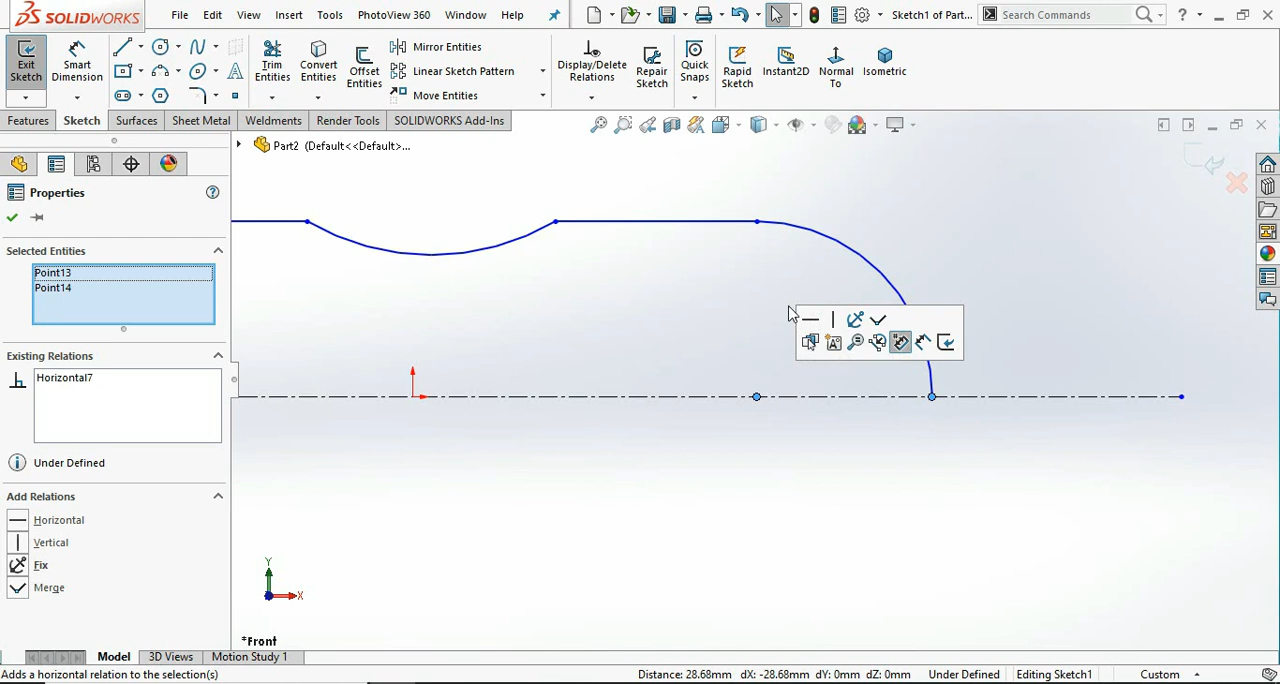 SOLIDWORKS File Edit View Insert Tools PhotoView 360 Window Help Sketch1 of Part... Search Commands ?
Exit Sketch
Smart Dimension
Trim Entities
Convert Entities
Offset Entities
Mirror Entities
Linear Sketch Pattern
Move Entities
Display/Delete Relations
Repair Sketch
Quick Snaps
Rapid Sketch
Instant2D
Normal To
Isometric
Features Sketch Surfaces Sheet Metal Weldments Render Tools SOLIDWORKS Add-Ins
Part2 (Default<<Default>...
Properties
Selected Entities
Point13
Point14
Existing Relations
Horizontal7
Under Defined
Add Relations
Horizontal
Vertical
Fix
Merge
Y
X
*Front
Model 3D Views Motion Study 1
Adds a horizontal relation to the selection(s) Distance: 28.68mm dX: -28.68mm dY: 0mm dZ: 0mm Under Defined Editing Sketch1 Custom